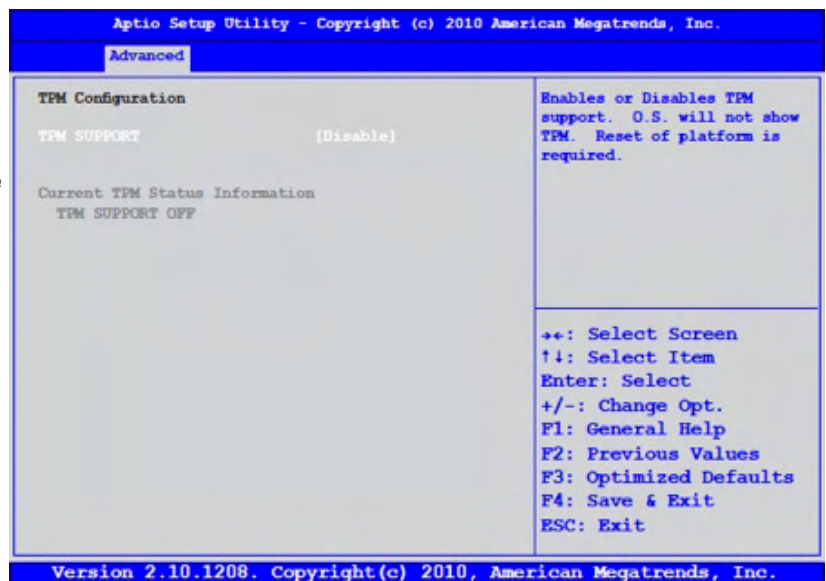 Aptio Setup Utility - Copyright (c) 2010 American Megatrends, Inc.
Advanced
TPM Configuration
TPM SUPPORT [Disable]
Current TPM Status Information
TPM SUPPORT OFF
Enables or Disables TPM
support. O.S. will not show
TPM. Reset of platform is
required.
→←: Select Screen
↑↓: Select Item
Enter: Select
+/-: Change Opt.
F1: General Help
F2: Previous Values
F3: Optimized Defaults
F4: Save & Exit
ESC: Exit
Version 2.10.1208. Copyright(c) 2010, American Megatrends, Inc.